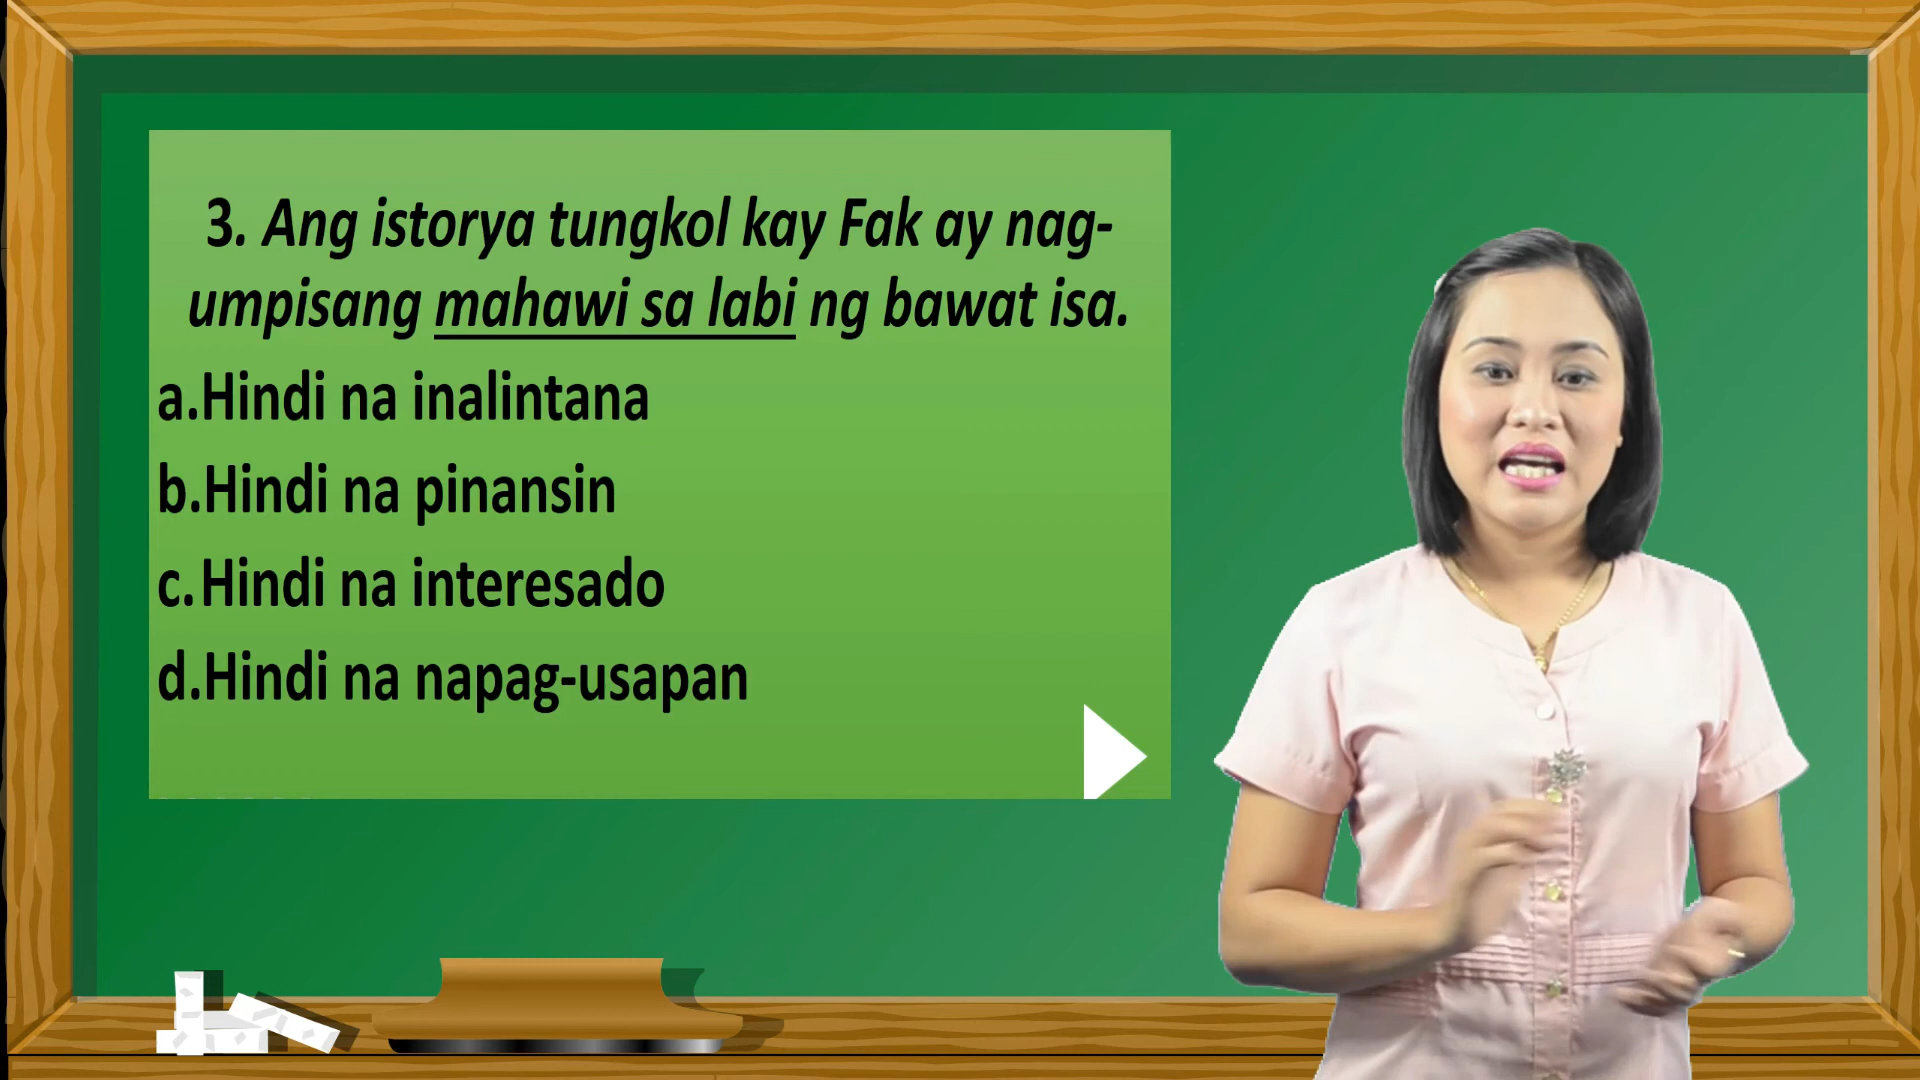 3. Ang istorya tungkol kay Fak ay nag-
umpisang mahawi sa labi ng bawat isa.
a.Hindi na inalintana
b.Hindi na pinansin
c.Hindi na interesado
d.Hindi na napag-usapan